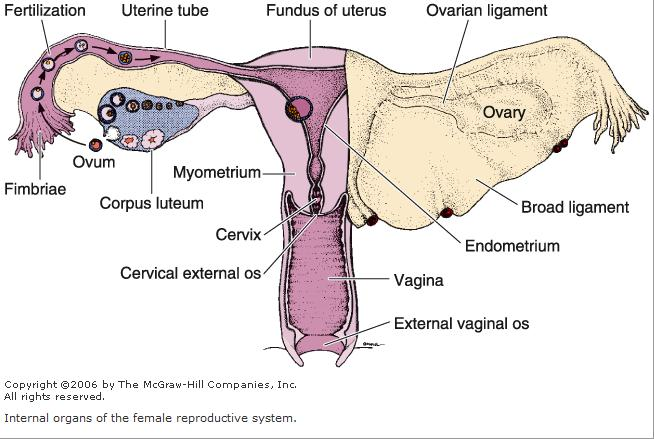 Fertilization
Uterine tube
Fundus of uterus
Ovarian ligament
Ovary
Ovum
Fimbriae
Corpus luteum
Myometrium
Broad ligament
Cervix
Endometrium
Cervical external os
Vagina
External vaginal os
Copyright ©2006 by The McGraw-Hill Companies, Inc.
All rights reserved.
Internal organs of the female reproductive system.